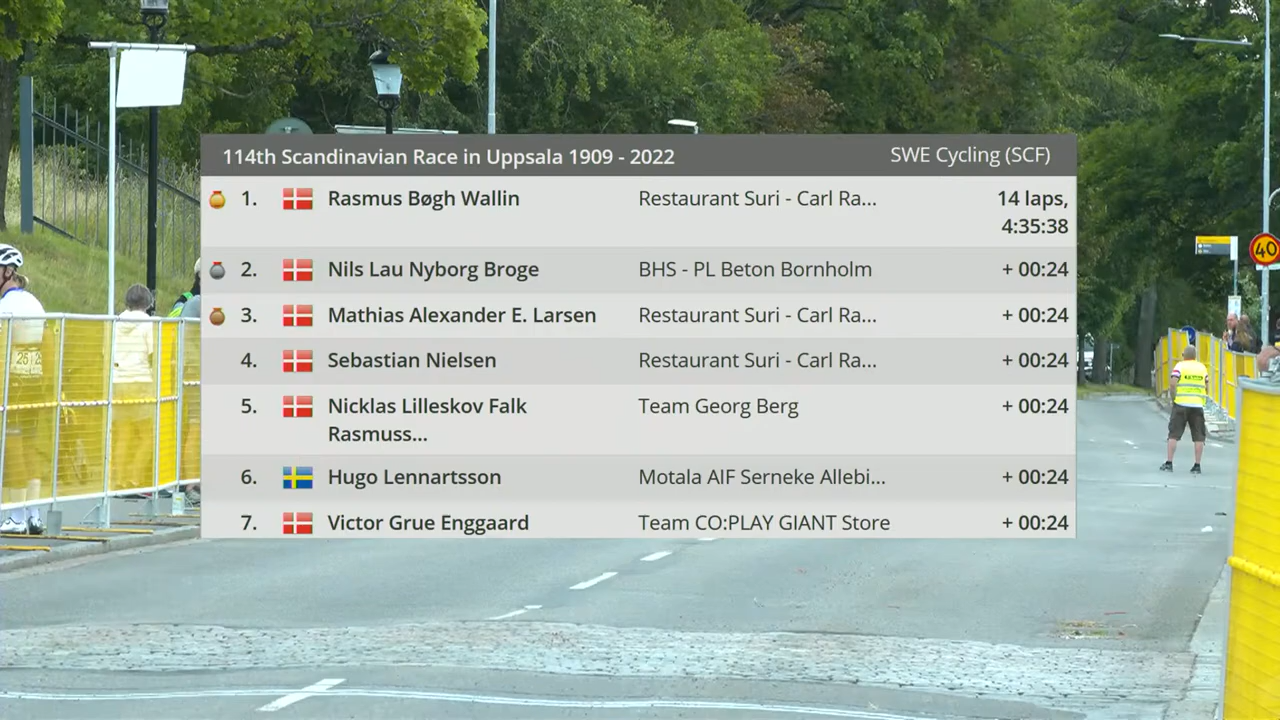 114th Scandinavian Race in Uppsala 1909 - 2022 SWE Cycling (SCF)
1. Rasmus Bøgh Wallin Restaurant Suri - Carl Ra... 14 laps,
4:35:38
2. Nils Lau Nyborg Broge BHS - PL Beton Bornholm + 00:24
3. Mathias Alexander E. Larsen Restaurant Suri - Carl Ra... + 00:24
4. Sebastian Nielsen Restaurant Suri - Carl Ra... + 00:24
5. Nicklas Lilleskov Falk Team Georg Berg + 00:24
Rasmuss...
6. Hugo Lennartsson Motala AIF Serneke Allebi... + 00:24
7. Victor Grue Enggaard Team CO:PLAY GIANT Store + 00:24
40